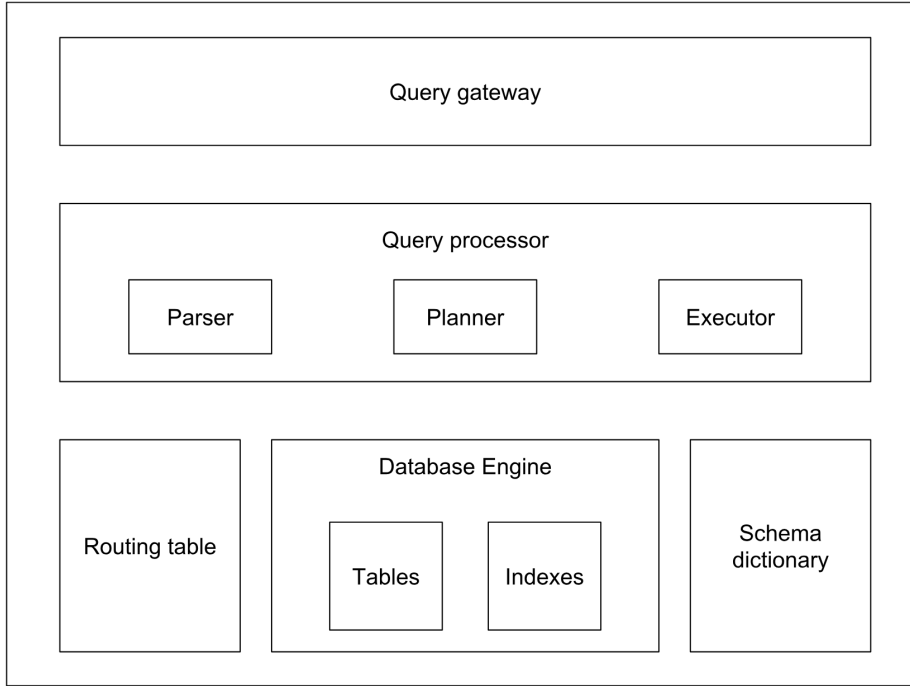 Query gateway
Query processor
Parser
Planner
Executor
Routing table
Database Engine
Tables
Indexes
Schema
dictionary